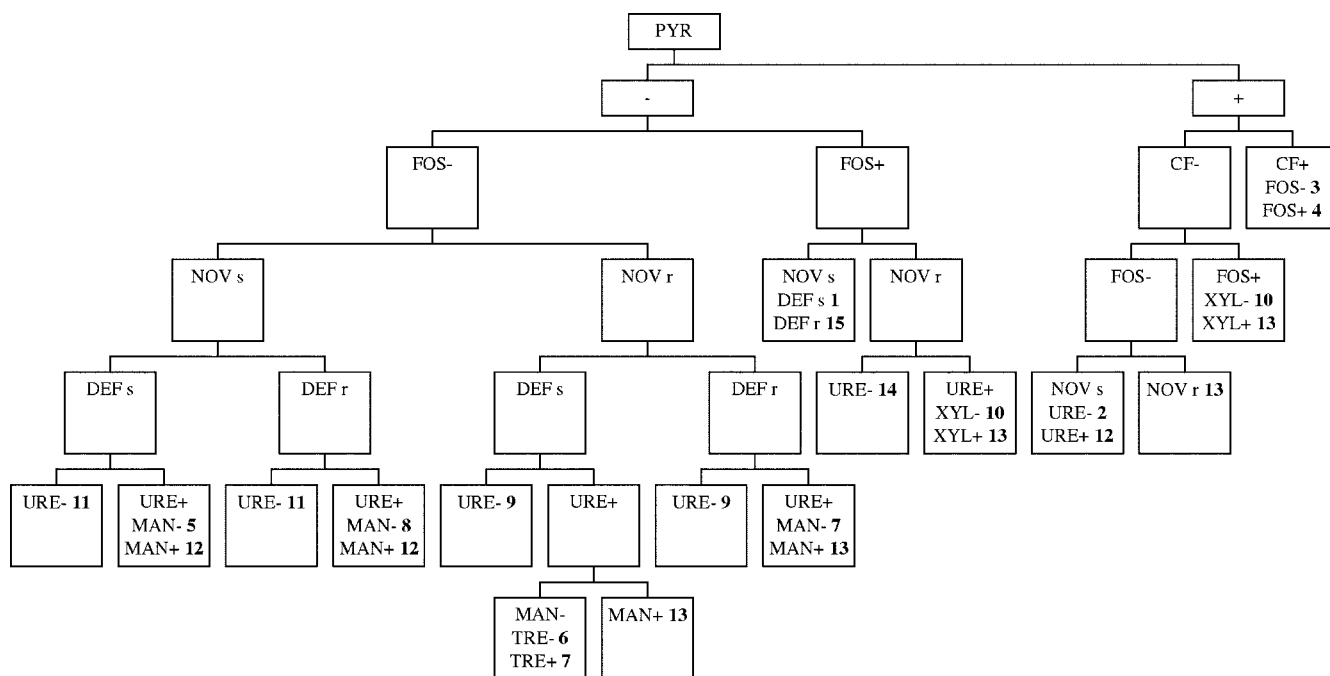 PYR
-
+
FOS-
FOS+
CF-
CF+
FOS- 3
FOS+ 4
NOV s
NOV r
NOV s
DEF s 1
DEF r 15
NOV r
FOS-
FOS+
XYL- 10
XYL+ 13
DEF s
DEF r
DEF s
DEF r
URE- 14
URE+
XYL- 10
XYL+ 13
NOV s
URE- 2
URE+ 12
NOV r 13
URE- 11
URE+
MAN- 5
MAN+ 12
URE- 11
URE+
MAN- 8
MAN+ 12
URE- 9
URE+
URE- 9
URE+
MAN- 7
MAN+ 13
MAN-
TRE- 6
TRE+ 7
MAN+ 13